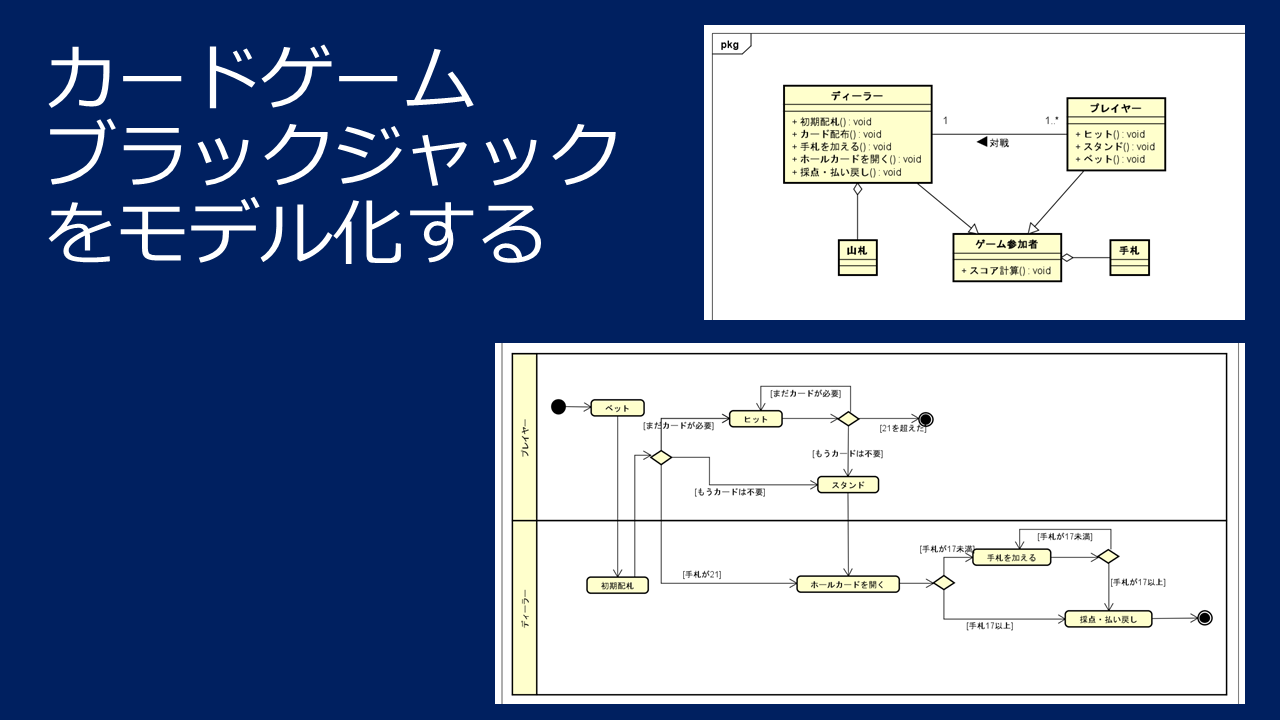 カードゲーム
ブラックジャック
をモデル化する
pkg
ディーラー
+ 初期配札() : void
+ カード配布() : void
+ 手札を加える() : void
+ ホールカードを開く() : void
+ 採点・払い戻し() : void
1
1..*
◀ 対戦
プレイヤー
+ ヒット() : void
+ スタンド() : void
+ ベット() : void
山札
ゲーム参加者
+ スコア計算() : void
手札
プレイヤー
ベット
[まだカードが必要]
ヒット
[まだカードが必要]
[21を超えた]
[もうカードは不要]
[もうカードは不要]
スタンド
ディーラー
初期配札
[手札が21]
ホールカードを開く
[手札が17未満]
手札を加える
[手札が17未満]
[手札が17以上]
[手札17以上]
採点・払い戻し